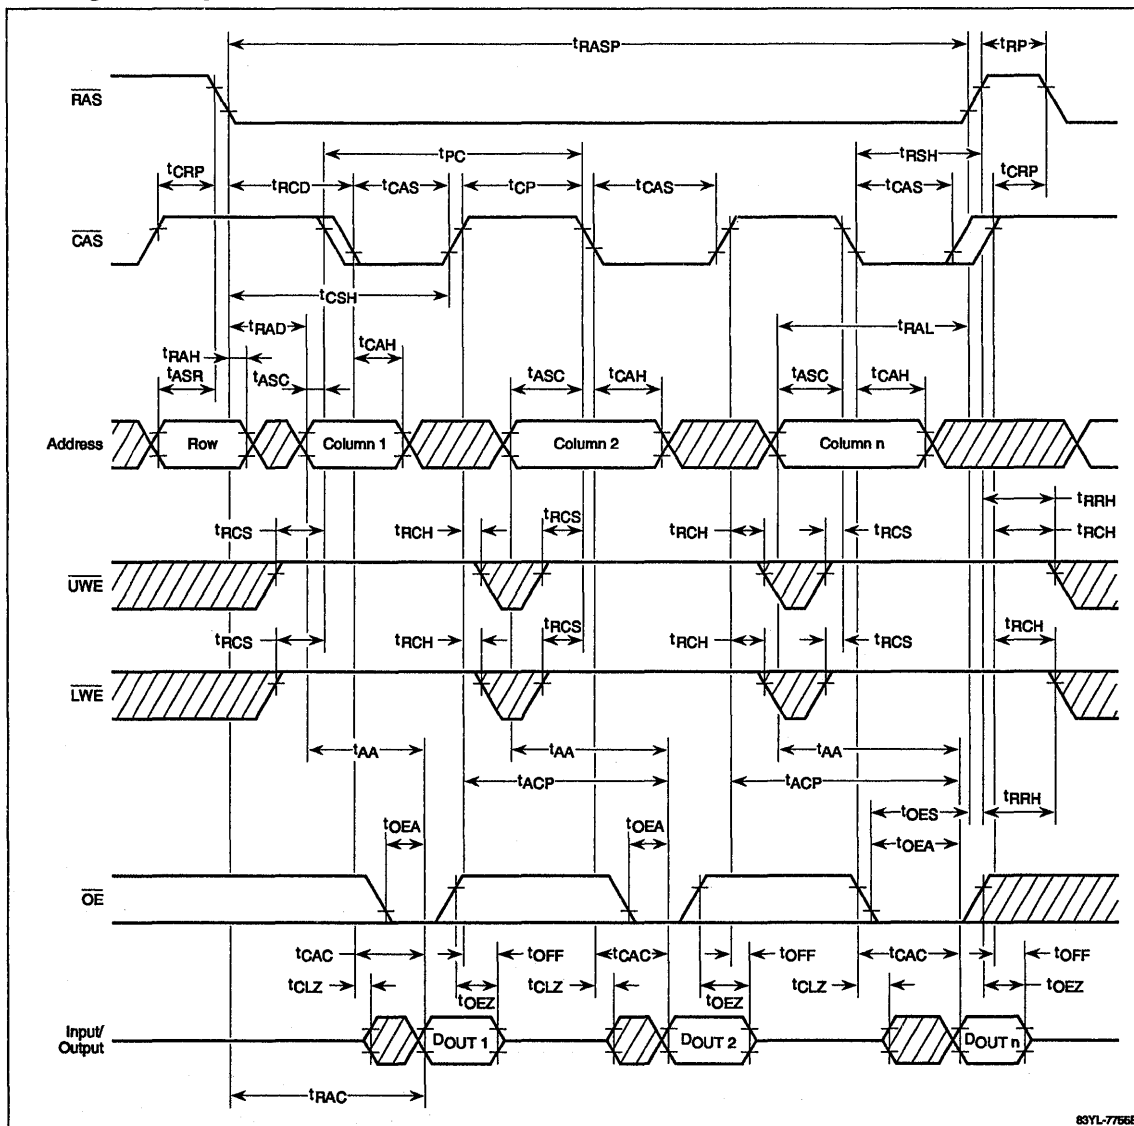 tRASP
tRP
RAS
tPC
tRSH
tCRP
tRCD
tCAS
tCP
tCAS
tCAS
tCRP
CAS
tCSH
tRAD
tRAL
tRAH
tCAH
tASR
tASC
tASC
tCAH
tASC
tCAH
Address
Row
Column 1
Column 2
Column n
tRRH
tRCS
tRCH
tRCS
tRCH
tRCS
tRCH
UWE
tRCS
tRCH
tRCS
tRCH
tRCS
tRCH
LWE
tAA
tAA
tAA
tACP
tACP
tOES
tRRH
tOEA
tOEA
tOEA
OE
tCAC
tOFF
tCAC
tOFF
tCAC
tOFF
tCLZ
tOEZ
tCLZ
tOEZ
tCLZ
tOEZ
Input/
Output
DOUT 1
DOUT 2
DOUT n
tRAC